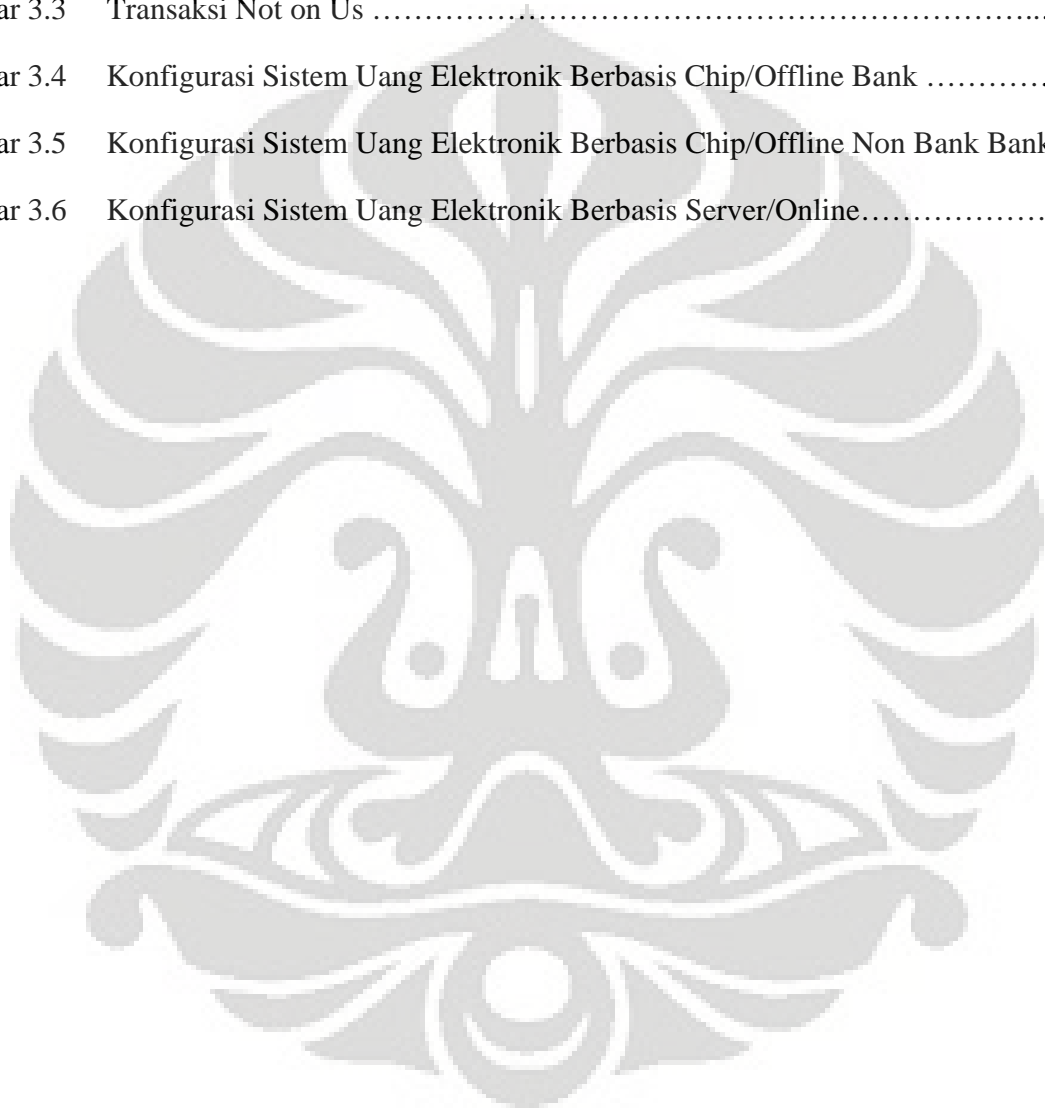 ar 3.3 Transaksi Not on Us ……………………………………………………………...
ar 3.4 Konfigurasi Sistem Uang Elektronik Berbasis Chip/Offline Bank ………….
ar 3.5 Konfigurasi Sistem Uang Elektronik Berbasis Chip/Offline Non Bank Bank
ar 3.6 Konfigurasi Sistem Uang Elektronik Berbasis Server/Online……………….